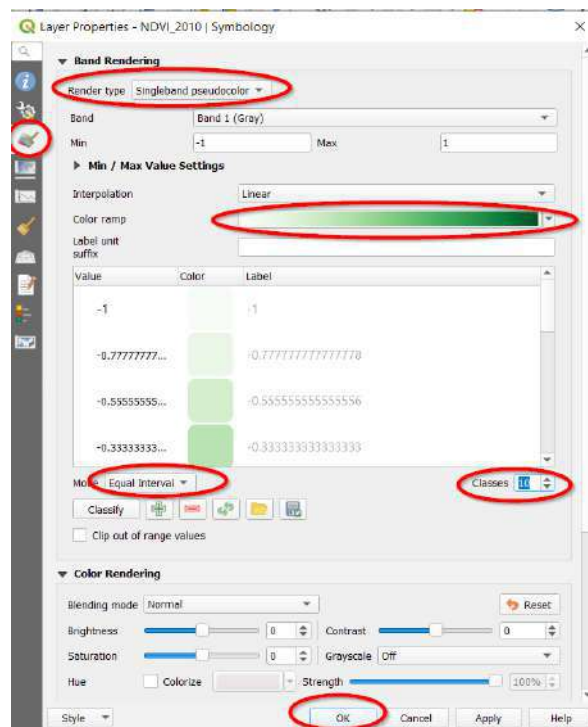 Layer Properties - NDVI_2010 | Symbology
Band Rendering
Render type Singleband pseudocolor
Band Band 1 (Gray)
Min -1 Max 1
Min / Max Value Settings
Interpolation Linear
Color ramp
Label unit
suffix
Value Color Label
-1 -1
-0.77777777... -0.777777777777778
-0.55555555... -0.555555555555556
-0.33333333... -0.333333333333333
Mode Equal Interval Classes 10
Classify
Clip out of range values
Color Rendering
Blending mode Normal Reset
Brightness 0 Contrast 0
Saturation 0 Grayscale Off
Hue Colorize Strength 100%
Style OK Cancel Apply Help